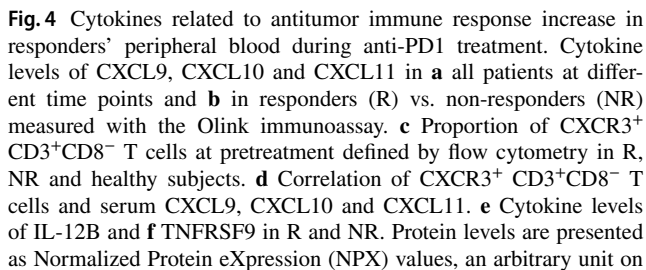 Fig. 4 Cytokines related to antitumor immune response increase in
responders' peripheral blood during anti-PD1 treatment. Cytokine
levels of CXCL9, CXCL10 and CXCL11 in a all patients at differ-
ent time points and b in responders (R) vs. non-responders (NR)
measured with the Olink immunoassay. c Proportion of CXCR3⁺
CD3⁺CD8⁻ T cells at pretreatment defined by flow cytometry in R,
NR and healthy subjects. d Correlation of CXCR3⁺ CD3⁺CD8⁻ T
cells and serum CXCL9, CXCL10 and CXCL11. e Cytokine levels
of IL-12B and f TNFRSF9 in R and NR. Protein levels are presented
as Normalized Protein eXpression (NPX) values, an arbitrary unit on